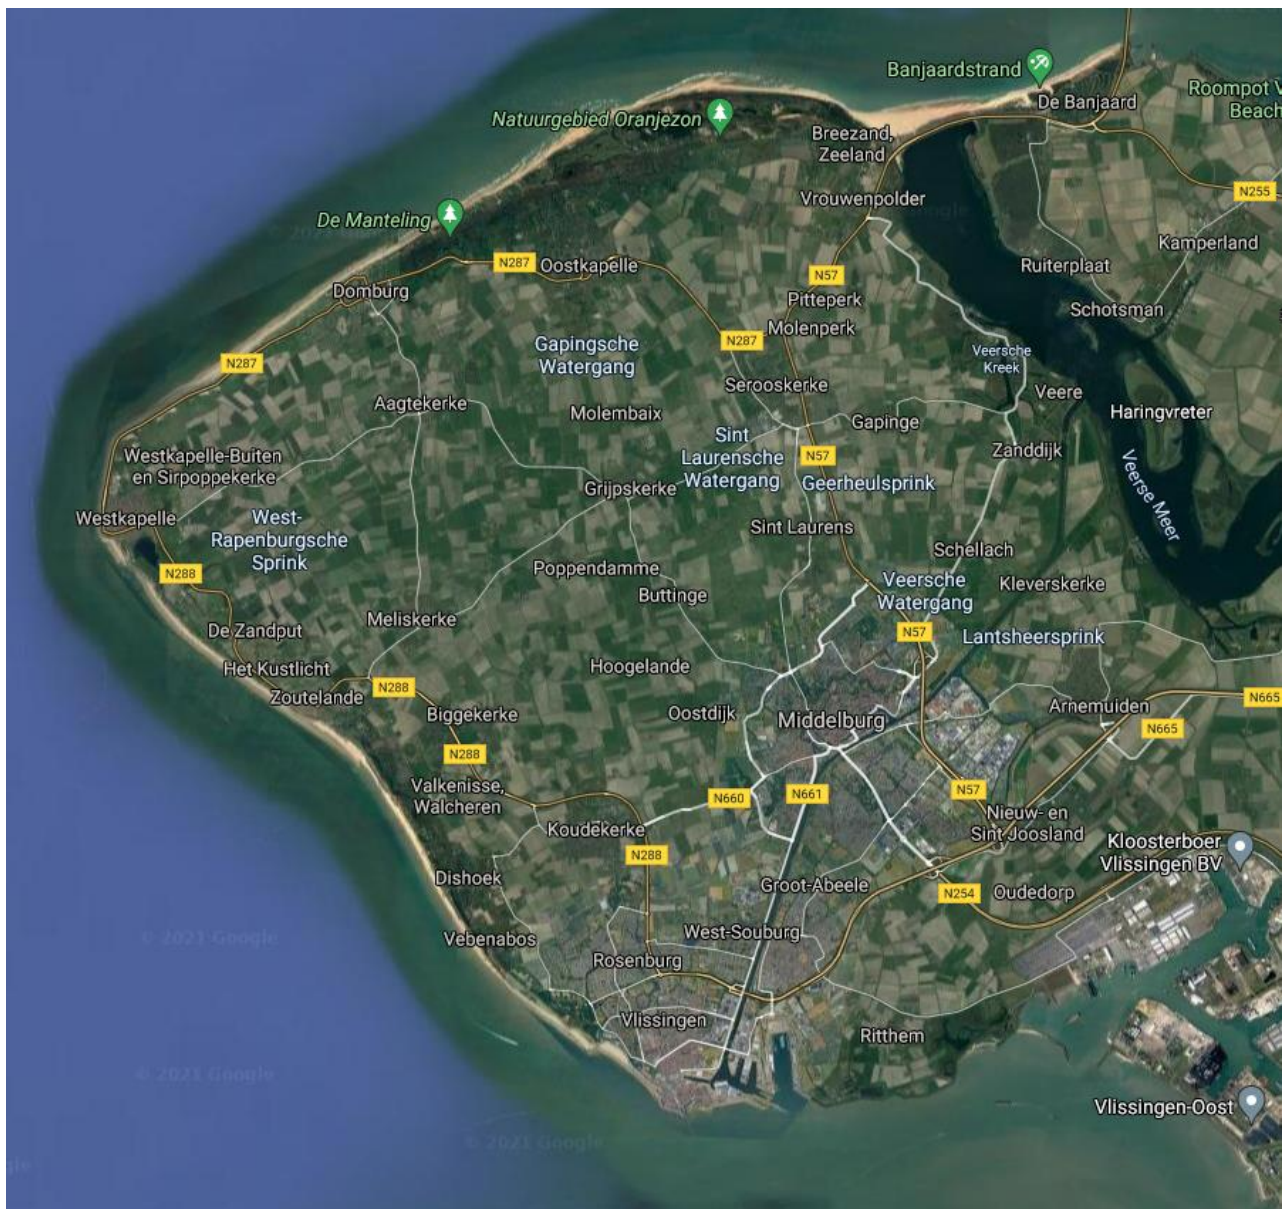 Banjaardstrand
De Banjaard
Roompot V
Beach
Natuurgebied Oranjezon
Breezand,
Zeeland
N255
De Manteling
Vrouwenpolder
Google
© 2021 Google
Kamperland
N287
Oostkapelle
N57
Ruiterplaat
Domburg
Pitteperk
Schotsman
Molenperk
Gapingsche
Watergang
N287
Veersche
Kreek
N287
Serooskerke
Veere
Aagtekerke
Molembaix
Haringvreter
Gapinge
Sint
Laurensche
Watergang
Zanddijk
Westkapelle-Buiten
en Sirpoppekerke
N57
Geerheulsprink
Grijpskerke
Veerse Meer
Westkapelle
West-
Rapenburgsche
Sprink
Sint Laurens
Schellach
N288
Poppendamme
Veersche
Watergang
Kleverskerke
Buttinge
Meliskerke
De Zandput
N57
Lantsheersprink
Het Kustlicht
Hoogelande
Zoutelande
N288
N665
Biggekerke
Oostdijk
Middelburg
Arnemuiden
N665
N288
Valkenisse,
Walcheren
N660
N661
N57
Nieuw- en
Sint Joosland
Koudekerke
Kloosterboer
Vlissingen BV
N288
Dishoek
Groot-Abeele
N254
Oudedorp
© 2021 Google
Vebenabos
West-Souburg
Rosenburg
Vlissingen
Ritthem
© 2021 Google
Vlissingen-Oost
© 2021 Google
gle